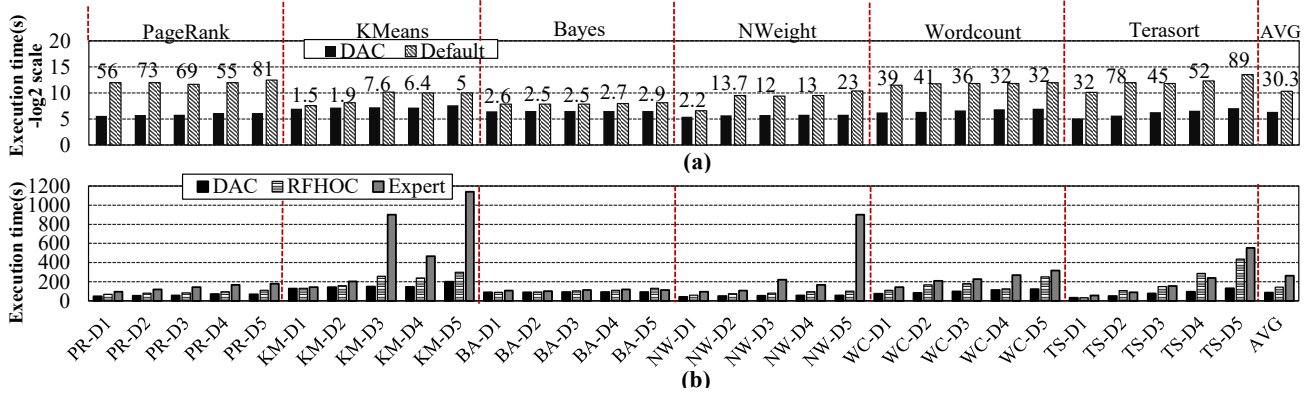 PageRank KMeans Bayes NWeight Wordcount Terasort AVG
Execution time(s)
-log2 scale
20
15
10
5
0
DAC Default
56 73 69 55 81 1.5 1.9 7.6 6.4 5 2.6 2.5 2.5 2.7 2.9 2.2 13.7 12 13 23 39 41 36 32 32 32 78 45 52 89 30.3
(a)
Execution time(s)
1200
1000
800
600
400
200
0
DAC RFHOC Expert
PR-D1 PR-D2 PR-D3 PR-D4 PR-D5 KM-D1 KM-D2 KM-D3 KM-D4 KM-D5 BA-D1 BA-D2 BA-D3 BA-D4 BA-D5 NW-D1 NW-D2 NW-D3 NW-D4 NW-D5 WC-D1 WC-D2 WC-D3 WC-D4 WC-D5 TS-D1 TS-D2 TS-D3 TS-D4 TS-D5 AVG
(b)